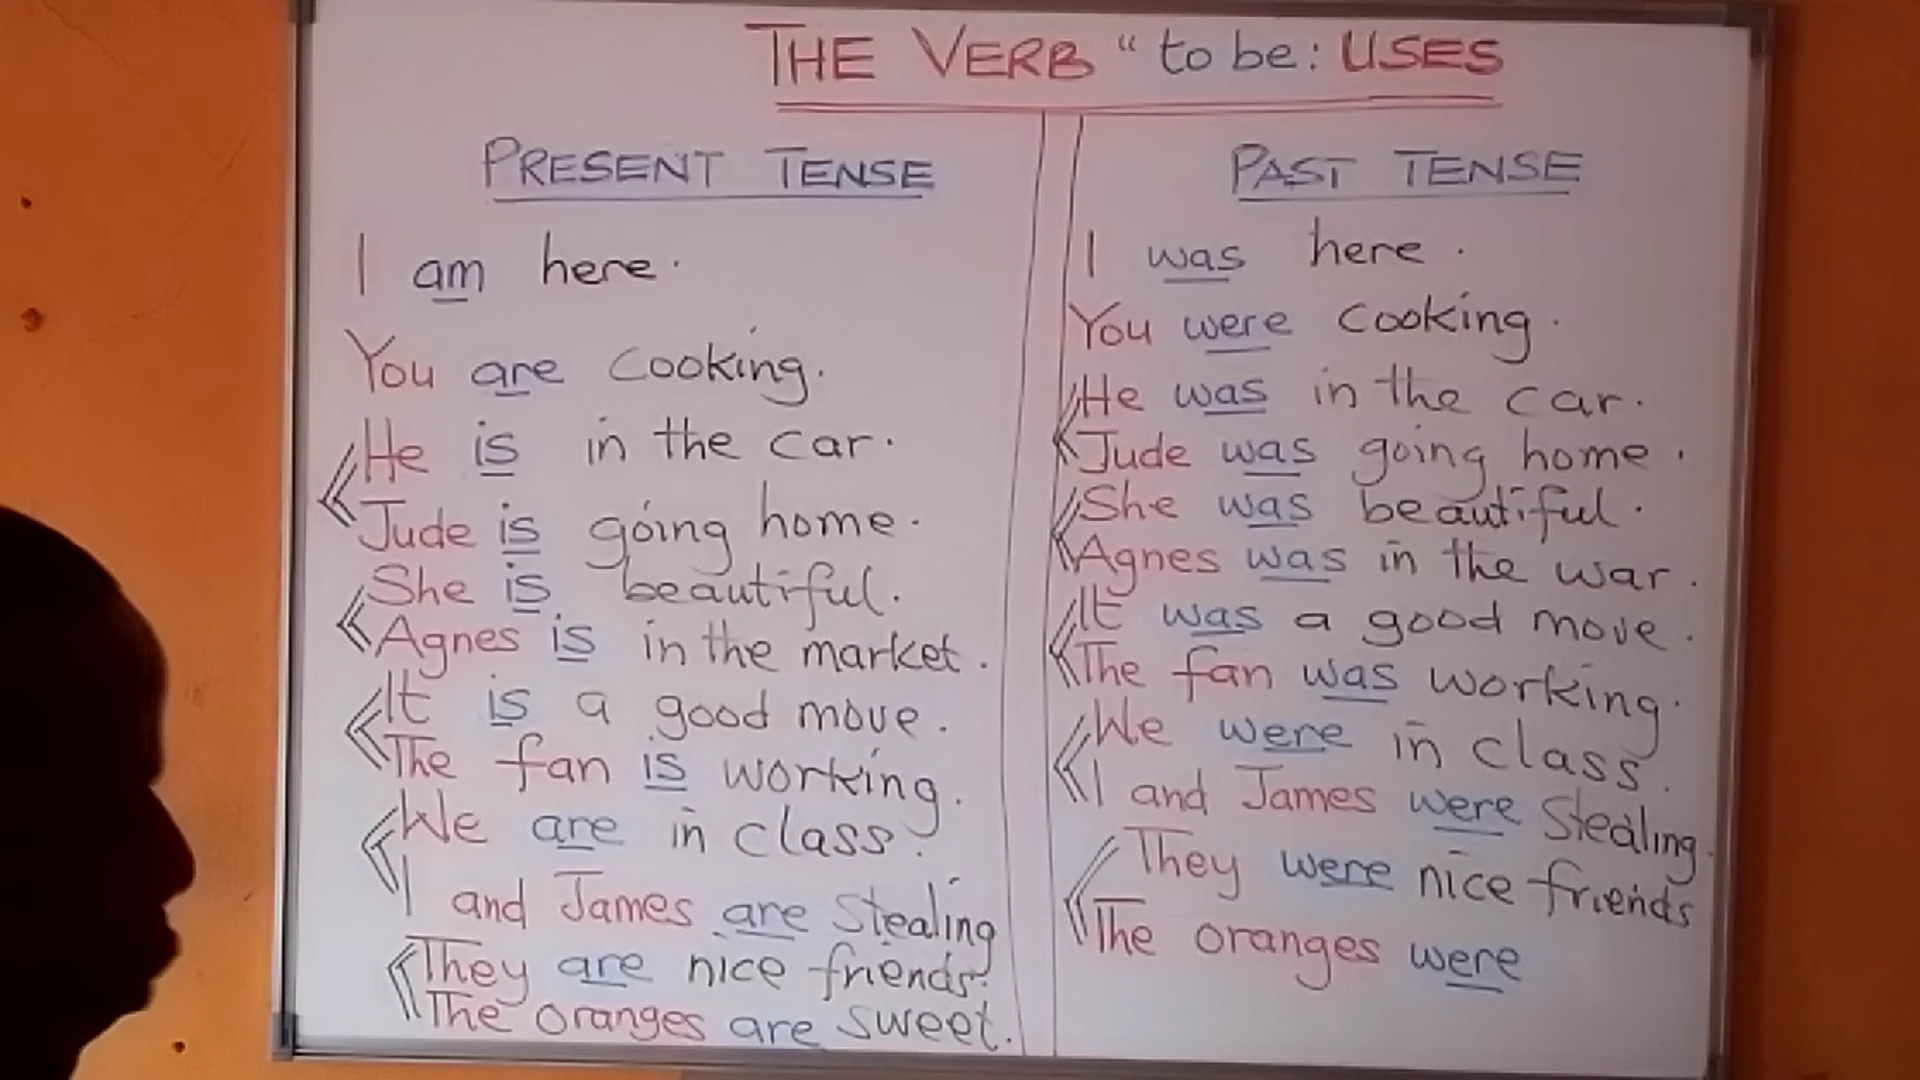 THE VERB "to be: USES
PRESENT TENSE
I am here.
You are cooking.
He is in the car.
Jude is going home.
She is beautiful.
Agnes is in the market.
It is a good move.
The fan is working.
We are in class.
I and James are stealing
They are nice friends.
The oranges are sweet.
PAST TENSE
I was here.
You were cooking.
He was in the car.
Jude was going home.
She was beautiful.
Agnes was in the war.
It was a good move.
The fan was working.
We were in class.
I and James were stealing.
They were nice friends
The oranges were